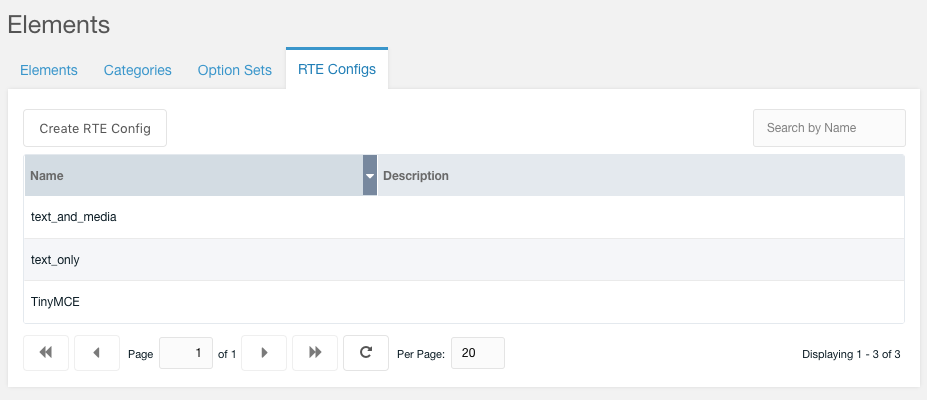 Elements
Elements Categories Option Sets RTE Configs
Create RTE Config Search by Name
Name Description
text_and_media
text_only
TinyMCE
Page 1 of 1 Per Page: 20 Displaying 1 - 3 of 3